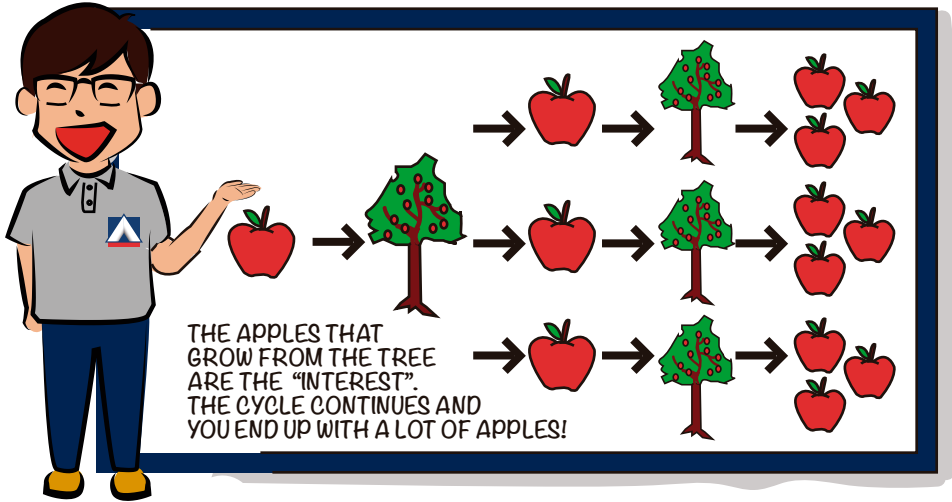 THE APPLES THAT
GROW FROM THE TREE
ARE THE “INTEREST”.
THE CYCLE CONTINUES AND
YOU END UP WITH A LOT OF APPLES!